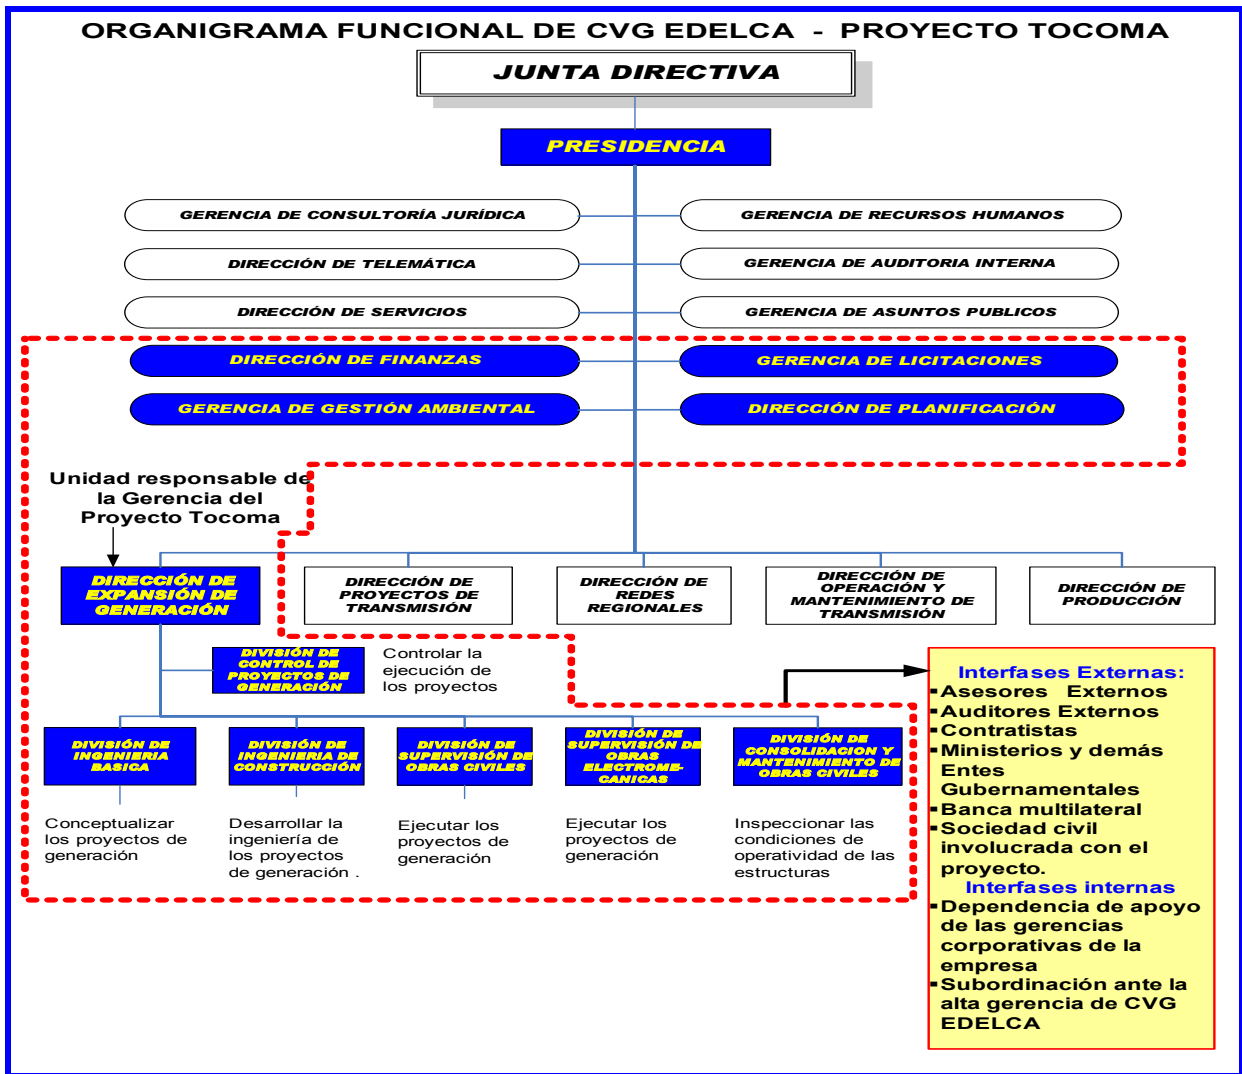 ORGANIGRAMA FUNCIONAL DE CVG EDELCA - PROYECTO TOCOMA
JUNTA DIRECTIVA
PRESIDENCIA
GERENCIA DE CONSULTORÍA JURÍDICA
GERENCIA DE RECURSOS HUMANOS
DIRECCIÓN DE TELEMÁTICA
GERENCIA DE AUDITORIA INTERNA
DIRECCIÓN DE SERVICIOS
GERENCIA DE ASUNTOS PUBLICOS
DIRECCIÓN DE FINANZAS
GERENCIA DE LICITACIONES
GERENCIA DE GESTIÓN AMBIENTAL
DIRECCIÓN DE PLANIFICACIÓN
Unidad responsable de
la Gerencia del
Proyecto Tocoma
DIRECCIÓN DE
EXPANSIÓN DE
GENERACIÓN
DIRECCIÓN DE
PROYECTOS DE
TRANSMISIÓN
DIRECCIÓN DE
REDES
REGIONALES
DIRECCIÓN DE
OPERACIÓN Y
MANTENIMIENTO DE
TRANSMISIÓN
DIRECCIÓN DE
PRODUCCIÓN
DIVISIÓN DE
CONTROL DE
PROYECTOS DE
GENERACIÓN
Controlar la
ejecución de
los proyectos
DIVISIÓN DE
INGENIERIA
BASICA
DIVISIÓN DE
INGENIERIA DE
CONSTRUCCIÓN
DIVISIÓN DE
SUPERVISIÓN DE
OBRAS CIVILES
DIVISIÓN DE
SUPERVISIÓN DE
OBRAS
ELECTROME-
CANICAS
DIVISIÓN DE
CONSOLIDACION Y
MANTENIMIENTO DE
OBRAS CIVILES
Conceptualizar
los proyectos de
generación
Desarrollar la
ingeniería de
los proyectos
de generación .
Ejecutar los
proyectos de
generación
Ejecutar los
proyectos de
generación
Inspeccionar las
condiciones de
operatividad de las
estructuras
Interfases Externas:
▪Asesores Externos
▪Auditores Externos
▪Contratistas
▪Ministerios y demás
Entes
Gubernamentales
▪Banca multilateral
▪Sociedad civil
involucrada con el
proyecto.
Interfases internas
▪Dependencia de apoyo
de las gerencias
corporativas de la
empresa
▪Subordinación ante la
alta gerencia de CVG
EDELCA